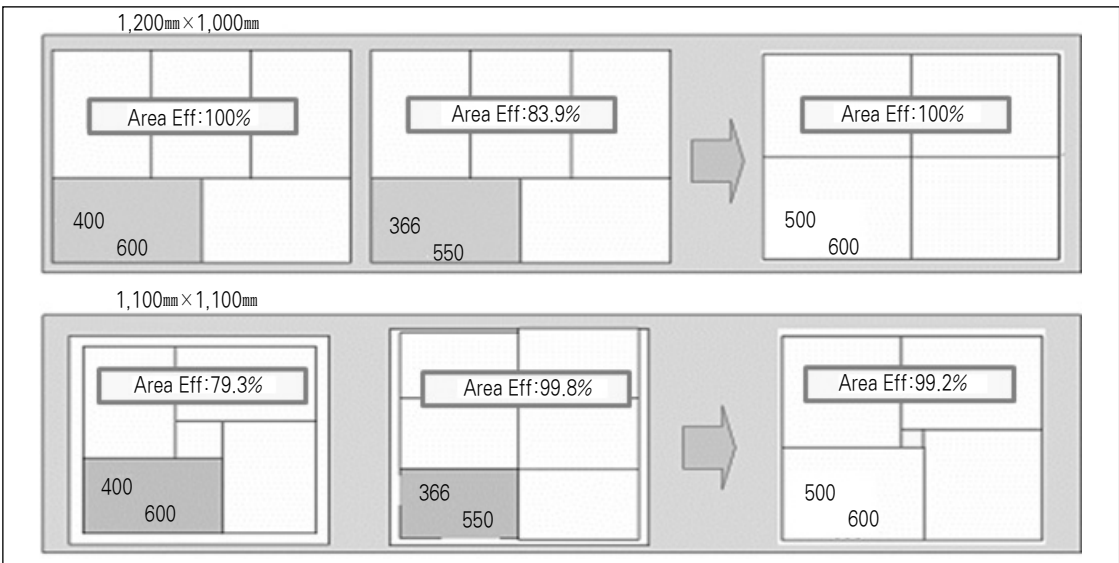 1,200㎜×1,000㎜
Area Eff:100%
400
600
Area Eff:83.9%
366
550
Area Eff:100%
500
600
1,100㎜×1,100㎜
Area Eff:79.3%
400
600
Area Eff:99.8%
366
550
Area Eff:99.2%
500
600